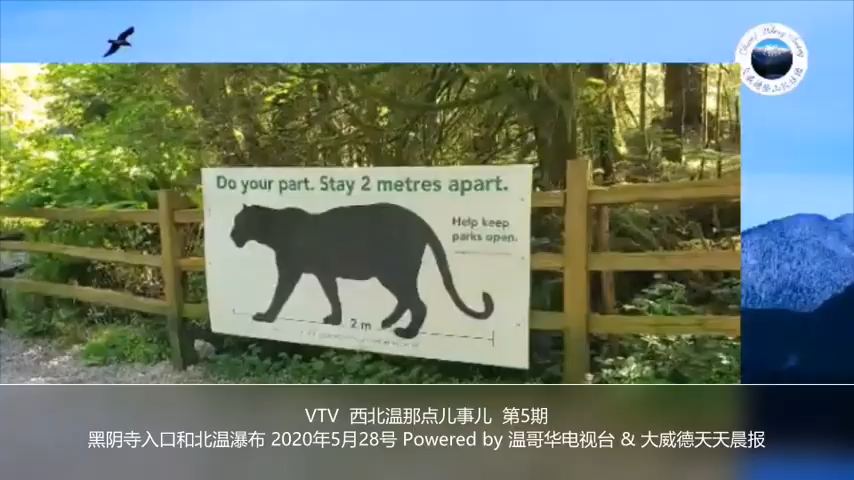 Do your part. Stay 2 metres apart.
Help keep
parks open.
2 m
VTV 西北温那点儿事儿 第5期
黑阴寺入口和北温瀑布 2020年5月28号 Powered by 温哥华电视台 & 大威德天天晨报